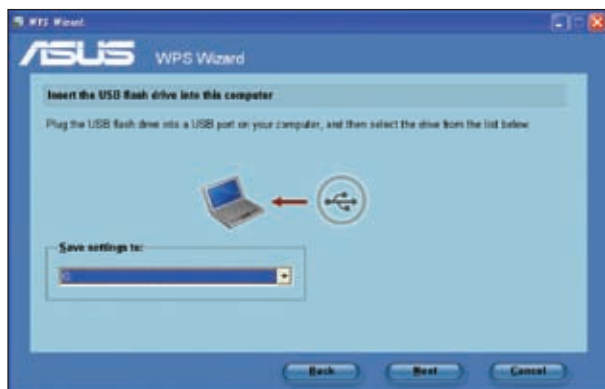 WPS Wizard
ASUS WPS Wizard
Insert the USB flash drive into this computer
Plug the USB flash drive into a USB port on your computer, and then select the drive from the list below.
Save settings to:
Back Next Cancel